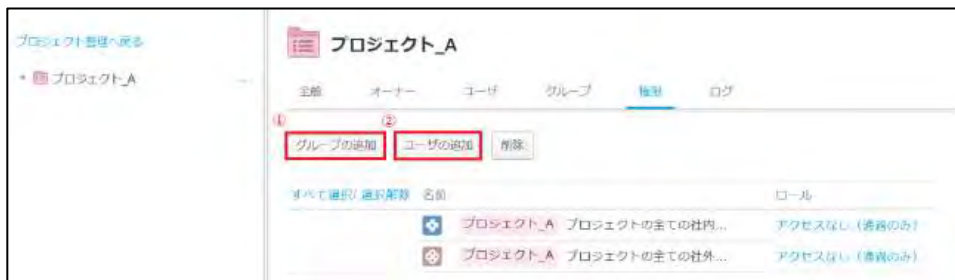 プロジェクト管理へ戻る
プロジェクト_A
プロジェクト_A
全般 オーナー ユーザ グループ 権限 ログ
① ②
グループの追加 ユーザの追加 削除
すべて選択/選択解除 名前 ロール
プロジェクト_A プロジェクトの全ての社内... アクセスなし（通過のみ）
プロジェクト_A プロジェクトの全ての社外... アクセスなし（通過のみ）